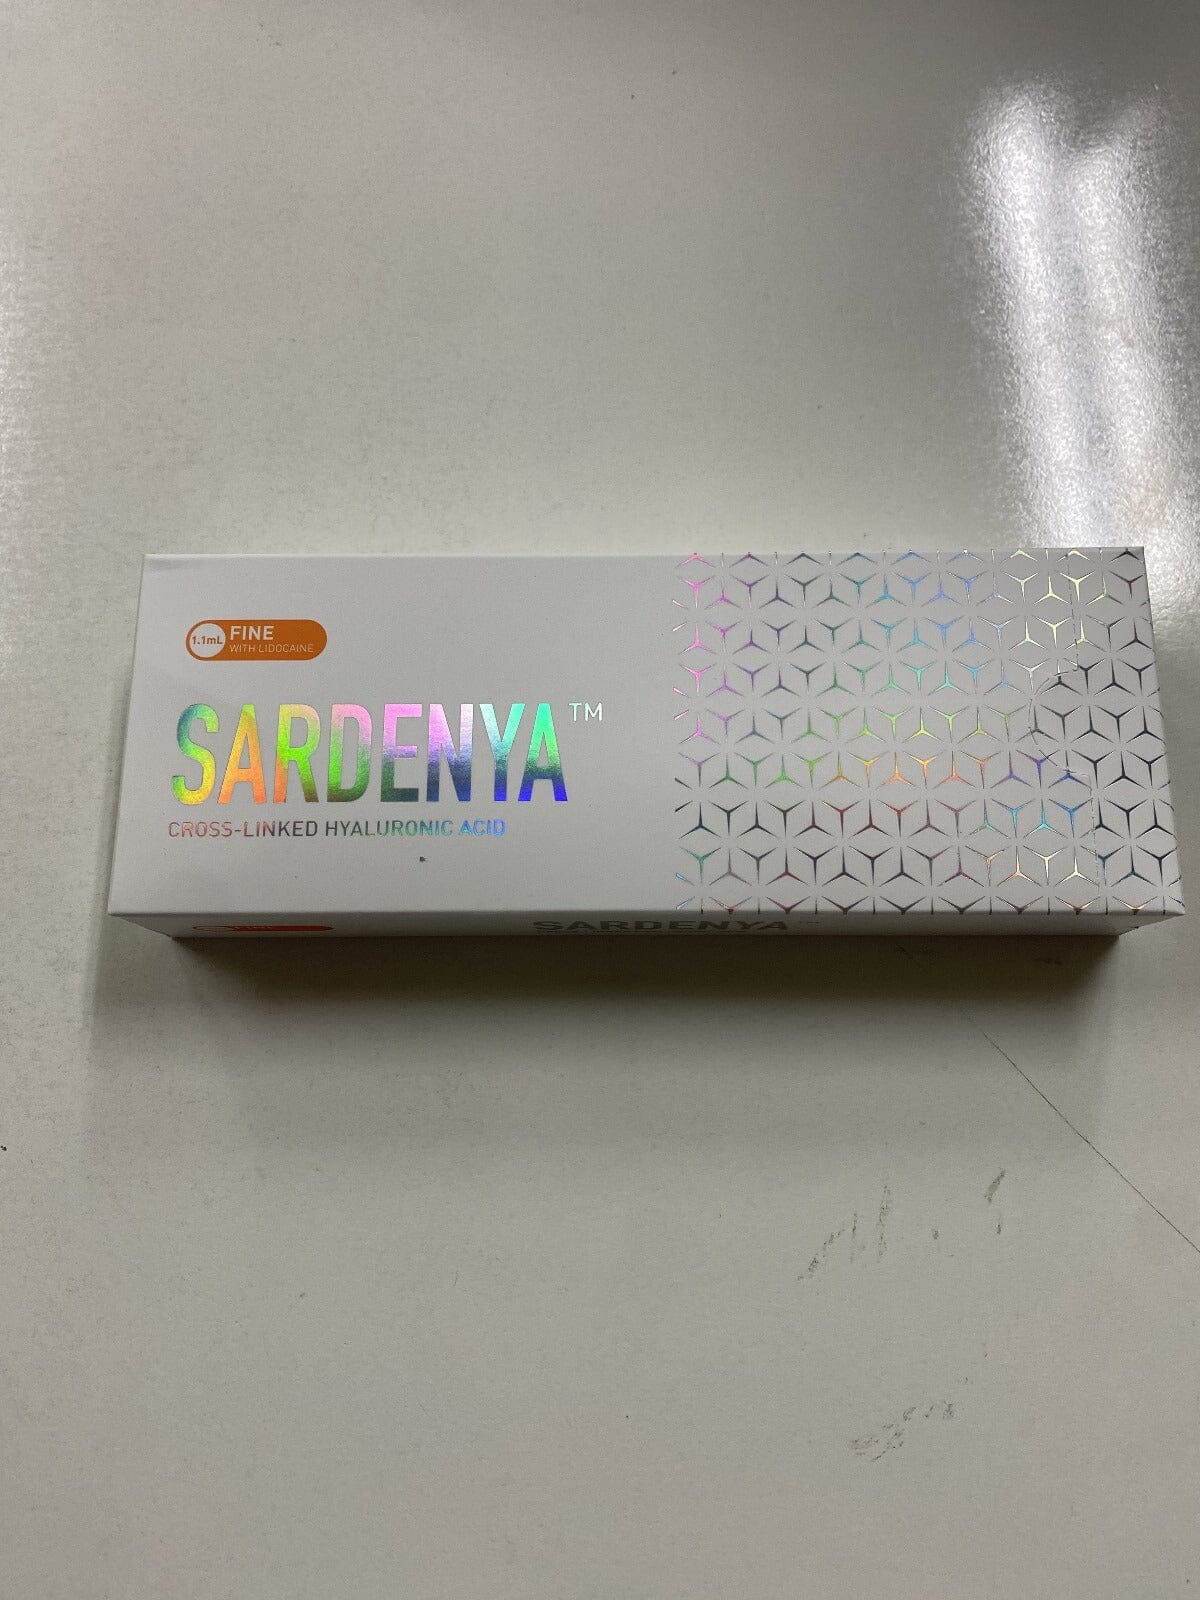 1.1mL FINE
WITH LIDOCAINE
SARDENYA™
CROSS-LINKED HYALURONIC ACID
SARDENYA™